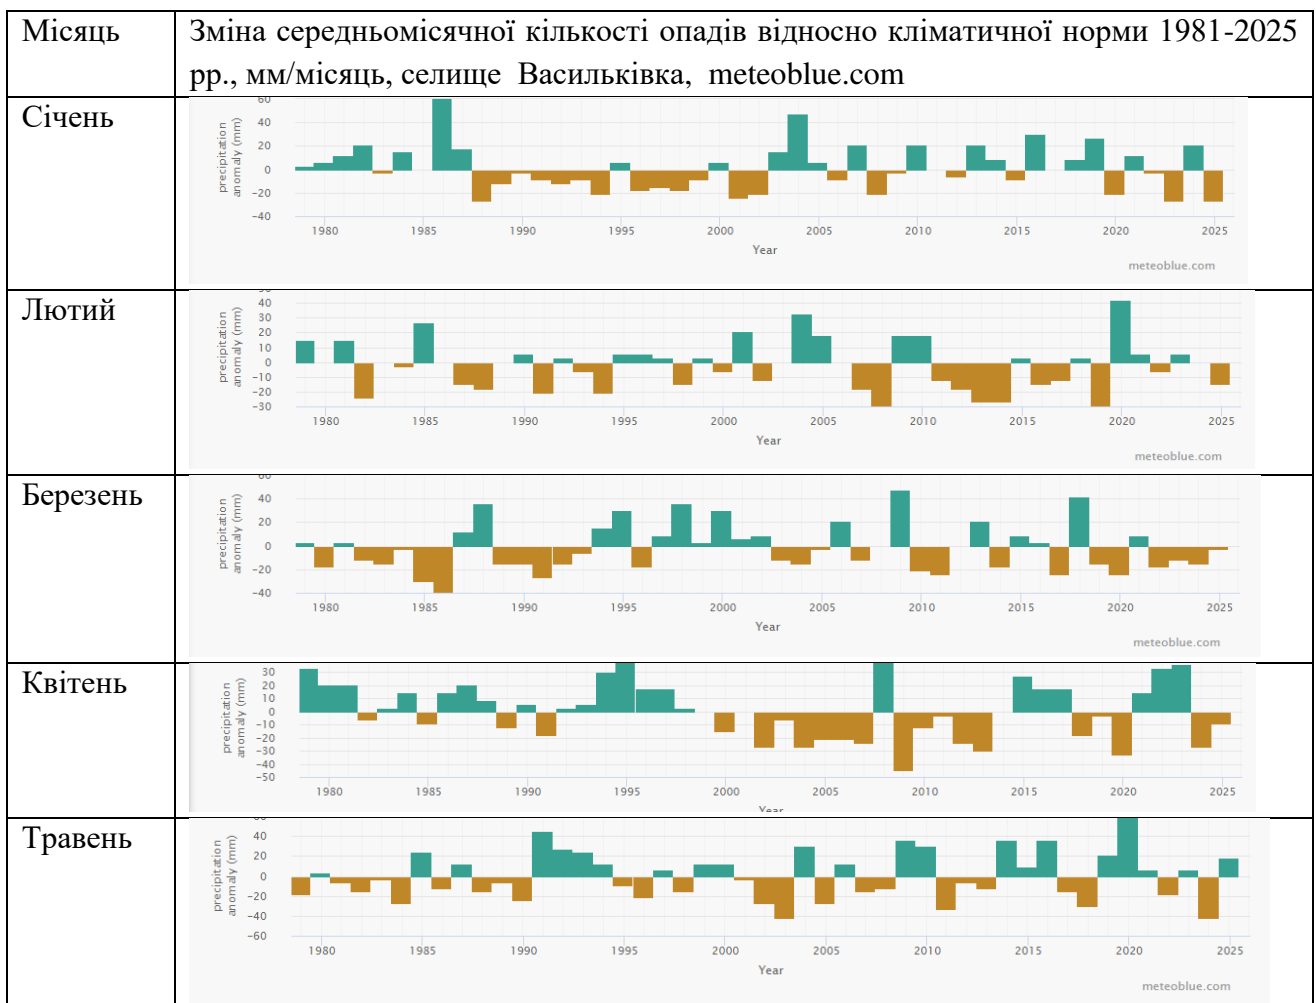 Місяць
Зміна середньомісячної кількості опадів відносно кліматичної норми 1981-2025
рр., мм/місяць, селище Васильківка, meteoblue.com
Січень
precipitation
anomaly (mm)
60
40
20
0
−20
−40
1980 1985 1990 1995 2000 2005 2010 2015 2020 2025
Year
meteoblue.com
Лютий
precipitation
anomaly (mm)
40
30
20
10
0
−10
−20
−30
1980 1985 1990 1995 2000 2005 2010 2015 2020 2025
Year
meteoblue.com
Березень
precipitation
anomaly (mm)
60
40
20
0
−20
−40
1980 1985 1990 1995 2000 2005 2010 2015 2020 2025
Year
meteoblue.com
Квітень
precipitation
anomaly (mm)
30
20
10
0
−10
−20
−30
−40
−50
1980 1985 1990 1995 2000 2005 2010 2015 2020 2025
Year
Травень
precipitation
anomaly (mm)
60
40
20
0
−20
−40
−60
1980 1985 1990 1995 2000 2005 2010 2015 2020 2025
Year
meteoblue.com